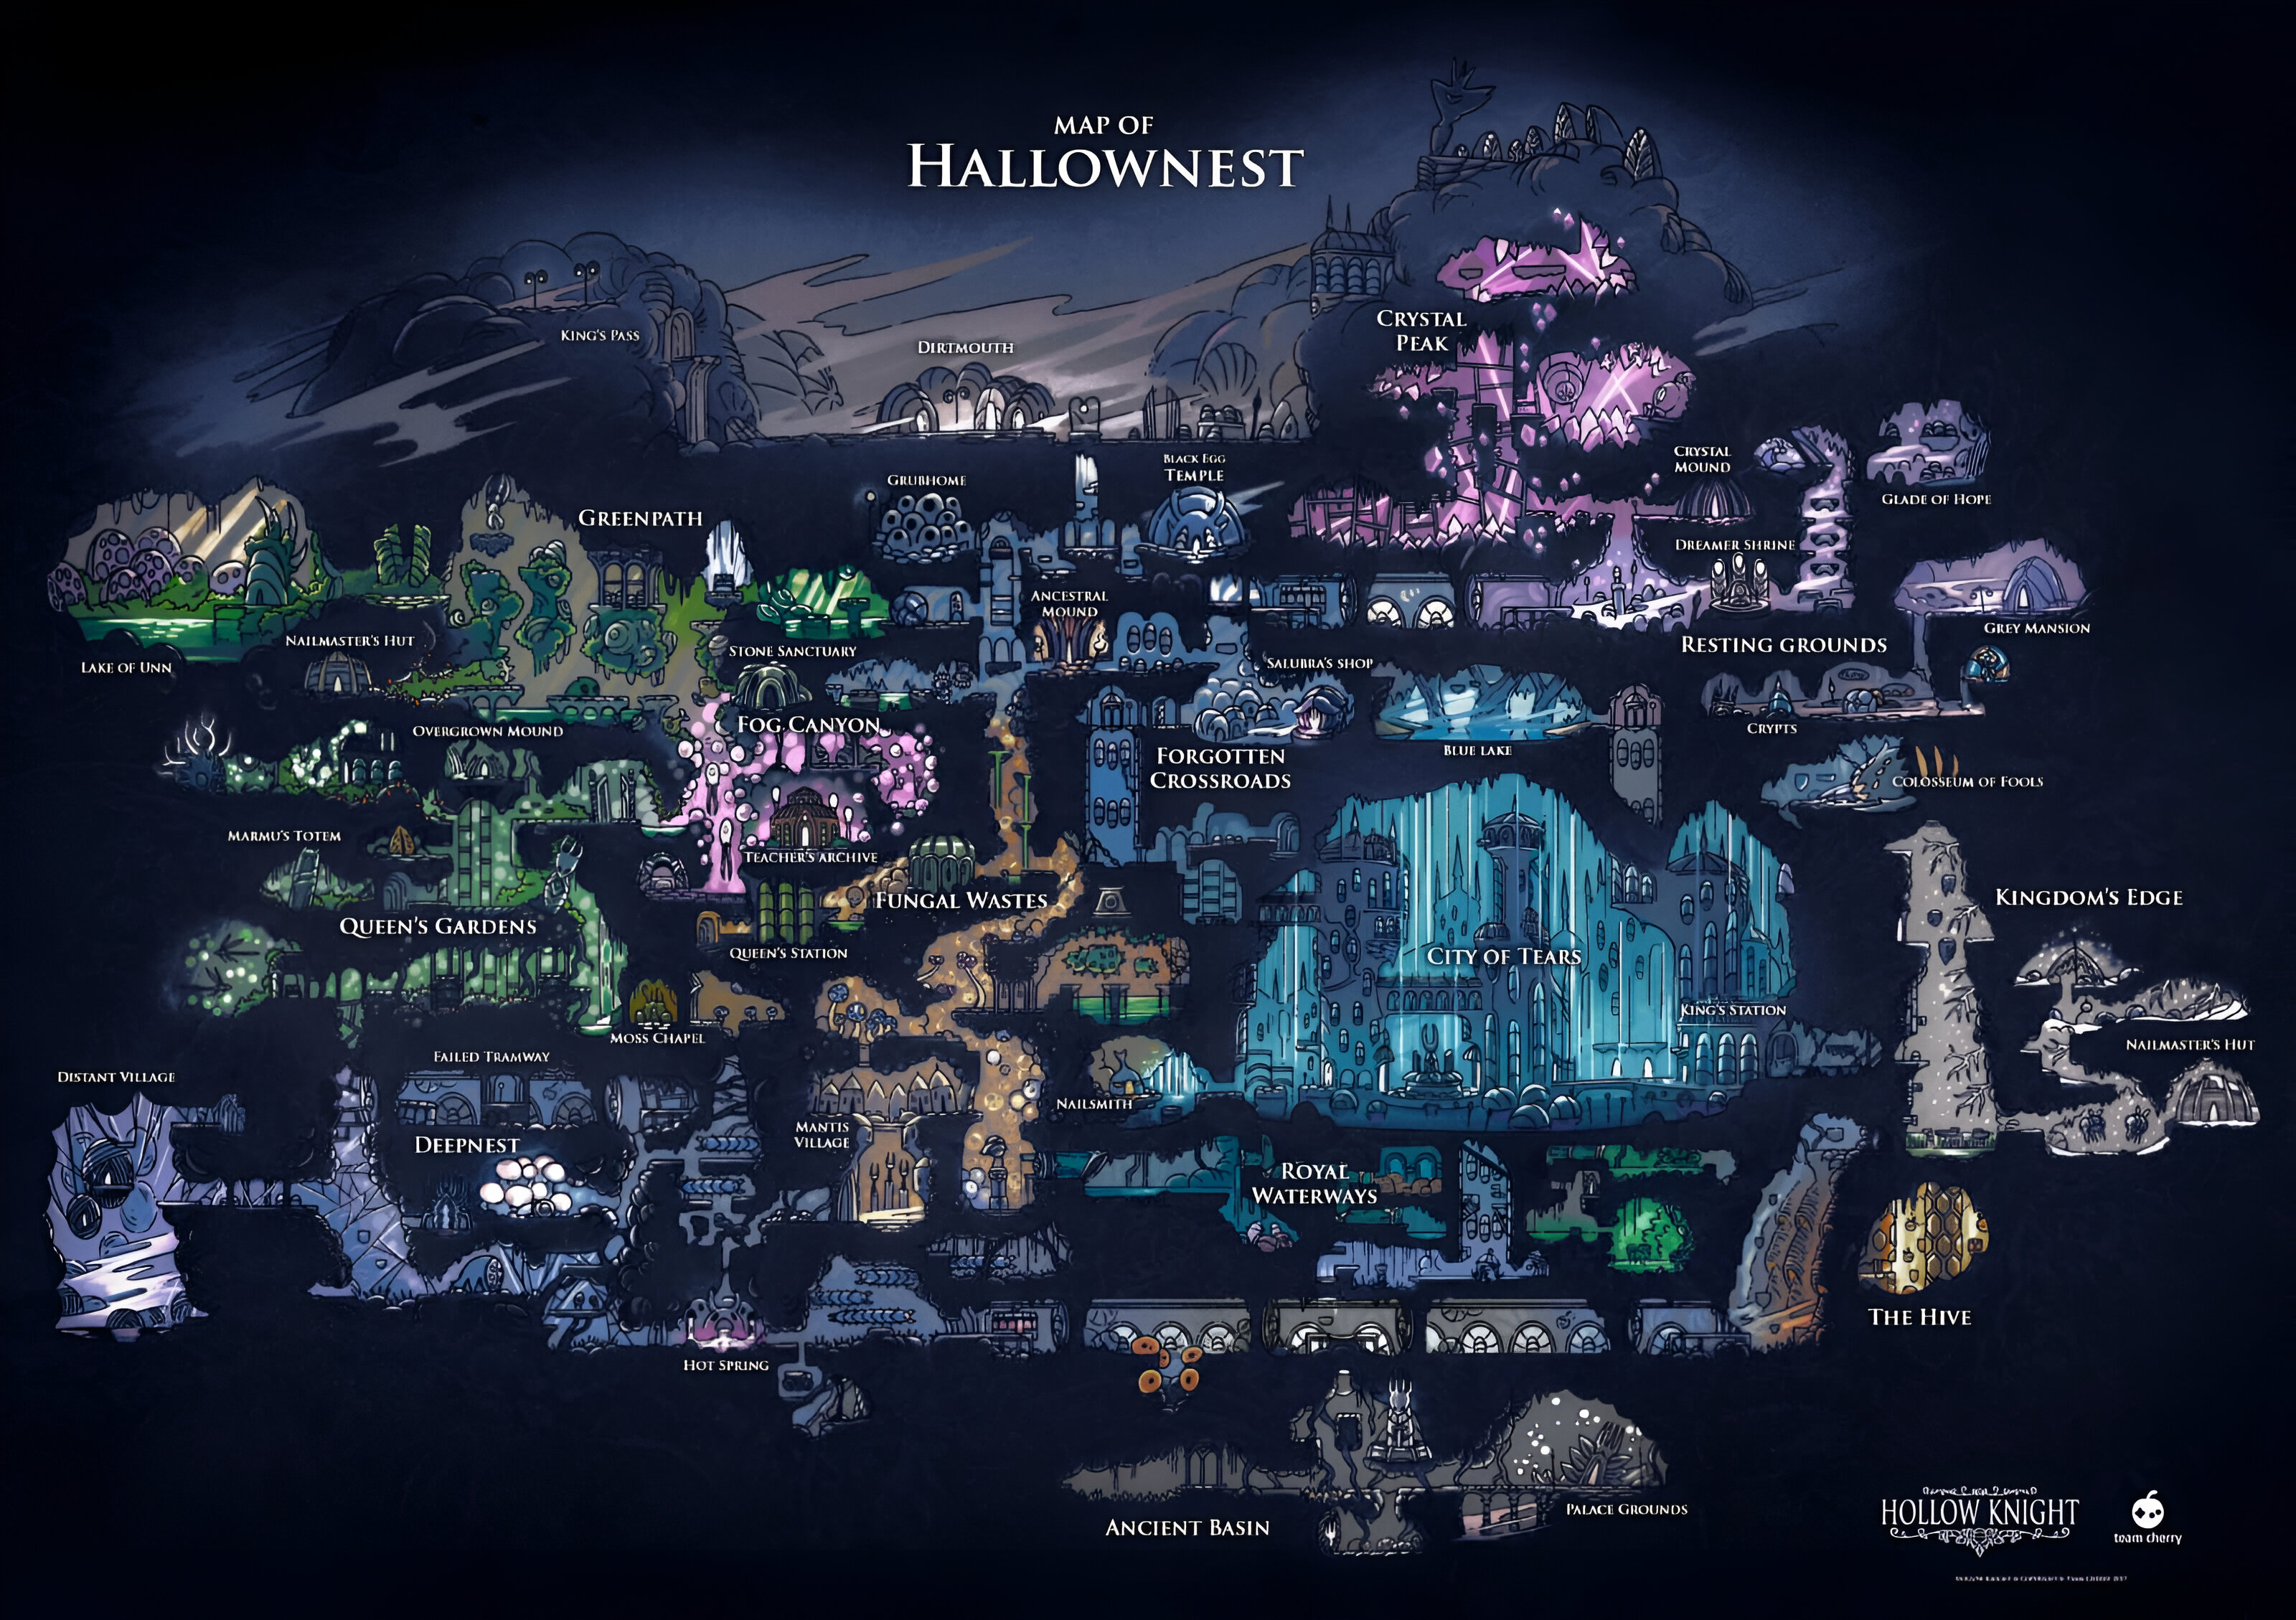 MAP OF
HALLOWNEST
KING'S PASS
DIRTMOUTH
CRYSTAL
PEAK
CRYSTAL
MOUND
GLADE OF HOPE
BLACK EGG
TEMPLE
GRUBHOME
GREENPATH
DREAMER SHRINE
ANCESTRAL
MOUND
GREY MANSION
NAILMASTER'S HUT
RESTING GROUNDS
STONE SANCTUARY
LAKE OF UNN
SALUBRA'S SHOP
FOG CANYON
OVERGROWN MOUND
CRYPTS
BLUE LAKE
FORGOTTEN
CROSSROADS
COLOSSEUM OF FOOLS
MARMU'S TOTEM
TEACHER'S ARCHIVE
FUNGAL WASTES
KINGDOM'S EDGE
QUEEN'S GARDENS
QUEEN'S STATION
CITY OF TEARS
KING'S STATION
MOSS CHAPEL
NAILMASTER'S HUT
FAILED TRAMWAY
DISTANT VILLAGE
NAILSMITH
MANTIS
VILLAGE
DEEPNEST
ROYAL
WATERWAYS
THE HIVE
HOT SPRING
PALACE GROUNDS
ANCIENT BASIN
HOLLOW KNIGHT
team cherry